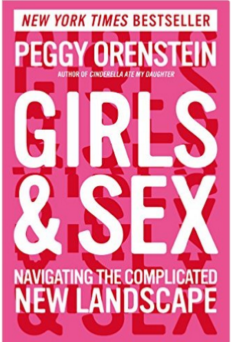 NEW YORK TIMES BESTSELLER
PEGGY ORENSTEIN
AUTHOR OF CINDERELLA ATE MY DAUGHTER
GIRLS
& SEX
NAVIGATING THE COMPLICATED
NEW LANDSCAPE
& SEX